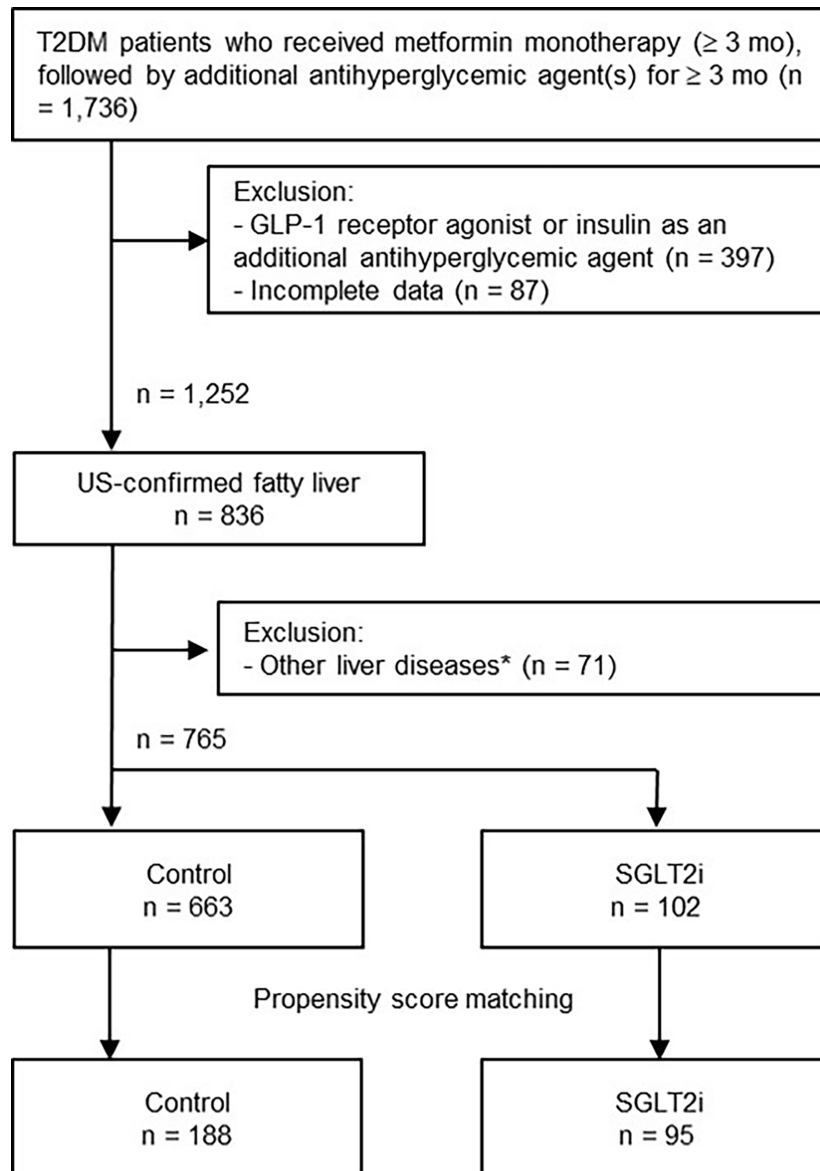 T2DM patients who received metformin monotherapy (≥ 3 mo),
followed by additional antihyperglycemic agent(s) for ≥ 3 mo (n
= 1,736)
Exclusion:
- GLP-1 receptor agonist or insulin as an
additional antihyperglycemic agent (n = 397)
- Incomplete data (n = 87)
n = 1,252
US-confirmed fatty liver
n = 836
Exclusion:
- Other liver diseases* (n = 71)
n = 765
Control
n = 663
SGLT2i
n = 102
Propensity score matching
Control
n = 188
SGLT2i
n = 95